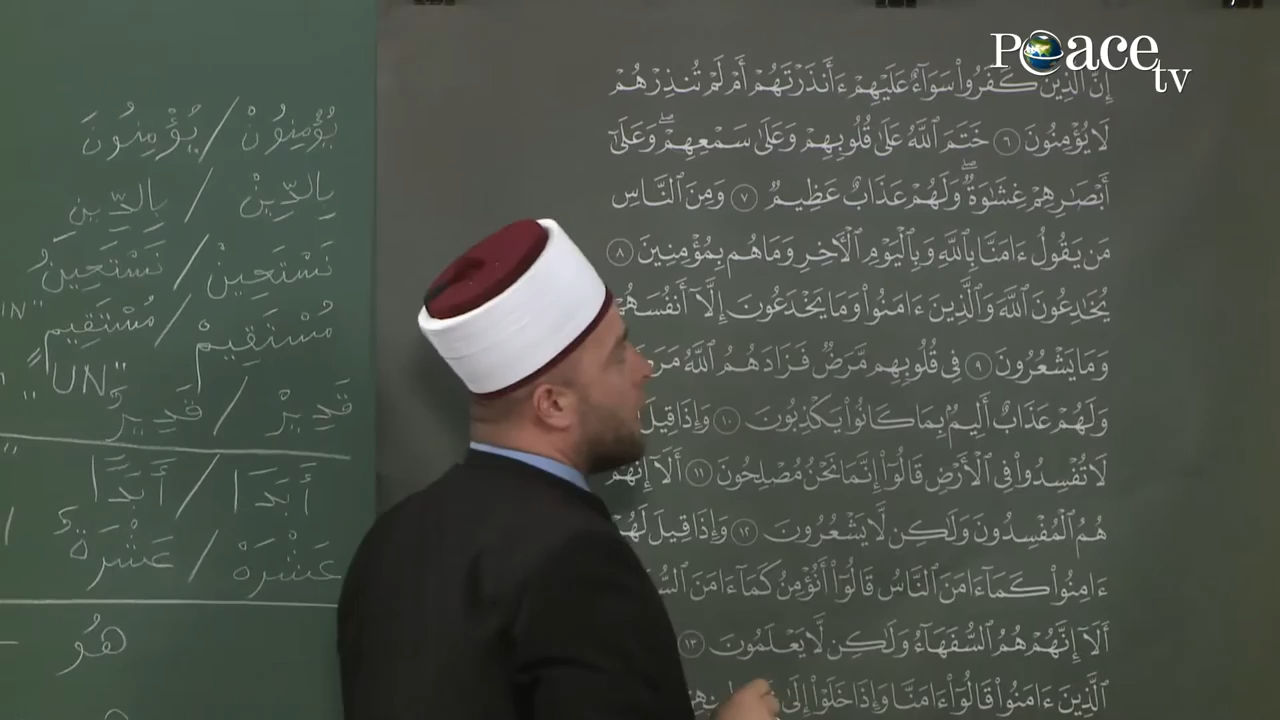 Peace tv
إِنَّ ٱلَّذِينَ كَفَرُوا۟ سَوَآءٌ عَلَيْهِمْ ءَأَنذَرْتَهُمْ أَمْ لَمْ تُنذِرْهُمْ
لَا يُؤْمِنُونَ ٦ خَتَمَ ٱللَّهُ عَلَىٰ قُلُوبِهِمْ وَعَلَىٰ سَمْعِهِمْ ۖ وَعَلَىٰٓ
أَبْصَٰرِهِمْ غِشَٰوَةٌ ۖ وَلَهُمْ عَذَابٌ عَظِيمٌ ٧ وَمِنَ ٱلنَّاسِ
مَن يَقُولُ ءَامَنَّا بِٱللَّهِ وَبِٱلْيَوْمِ ٱلْأَخِرِ وَمَا هُم بِمُؤْمِنِينَ ٨
يُخَٰدِعُونَ ٱللَّهَ وَٱلَّذِينَ ءَامَنُوا۟ وَمَا يَخْدَعُونَ إِلَّآ أَنفُسَهُمْ
وَمَا يَشْعُرُونَ ٩ فِى قُلُوبِهِم مَّرَضٌ فَزَادَهُمُ ٱللَّهُ
وَلَهُمْ عَذَابٌ أَلِيمٌۢ بِمَا كَانُوا۟ يَكْذِبُونَ ١٠ وَإِذَا قِيلَ
لَا تُفْسِدُوا۟ فِى ٱلْأَرْضِ قَالُوٓا۟ إِنَّمَا نَحْنُ مُصْلِحُونَ ١١ أَلَآ إِنَّهُمْ
هُمُ ٱلْمُفْسِدُونَ وَلَٰكِن لَّا يَشْعُرُونَ ١٢ وَإِذَا قِيلَ لَهُمْ
ءَامِنُوا۟ كَمَآ ءَامَنَ ٱلنَّاسُ قَالُوٓا۟ أَنُؤْمِنُ كَمَآ ءَامَنَ
أَلَآ إِنَّهُمْ هُمُ ٱلسُّفَهَآءُ وَلَٰكِن لَّا يَعْلَمُونَ ١٣
ٱلَّذِينَ ءَامَنُوا۟ قَالُوٓا۟ ءَامَنَّا وَإِذَا خَلَوْا۟ إِلَىٰ
يُؤْمِنُونْ / يُؤْمِنُونَ
بِالدِّينْ / بِالدِّينِ
نَسْتَعِينْ / نَسْتَعِينُ
مُسْتَقِيمْ / مُسْتَقِيمٍ "IN"
"UN"
قَدِيرْ / قَدِيرٌ
أَبَدَا / أَبَدًا
عَشْرَهْ / عَشْرَةٌ
هُو